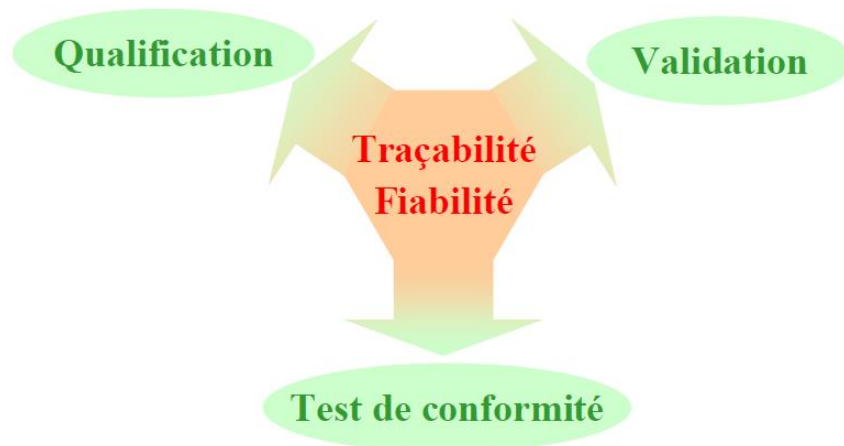 Qualification
Validation
Traçabilité
Fiabilité
Test de conformité